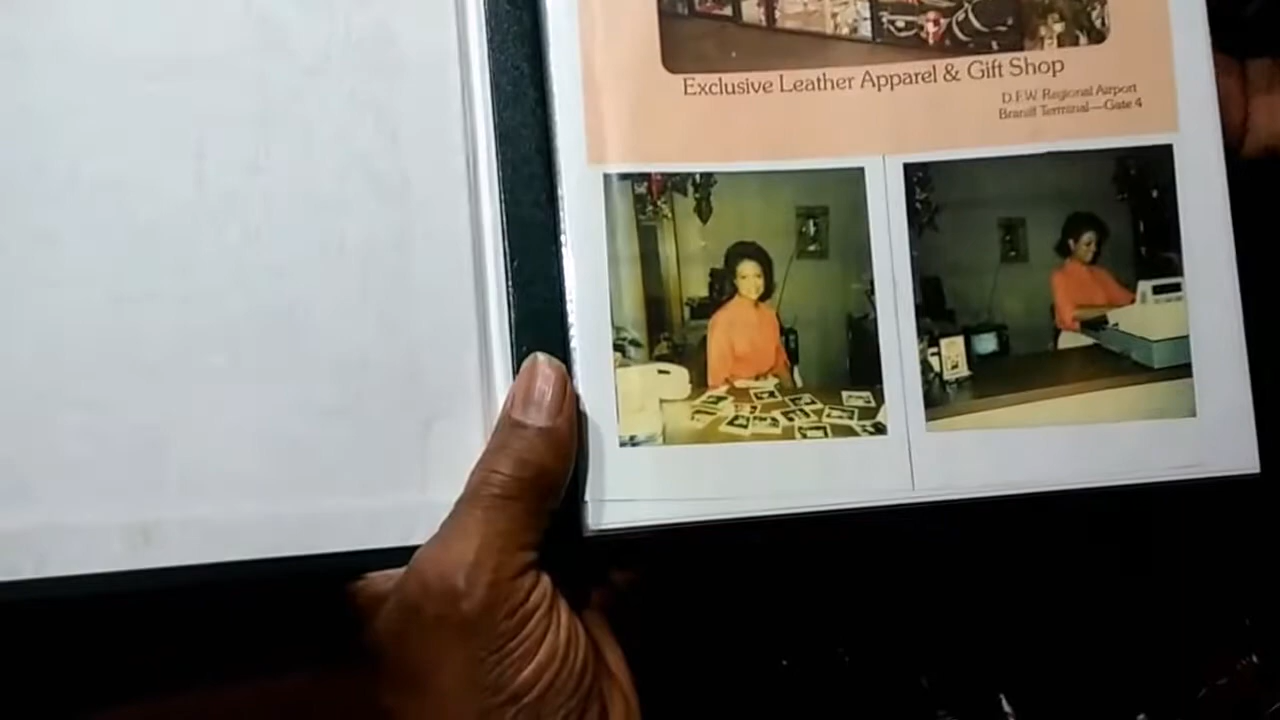 Exclusive Leather Apparel & Gift Shop
D.F.W. Regional Airport
Braniff Terminal—Gate 4